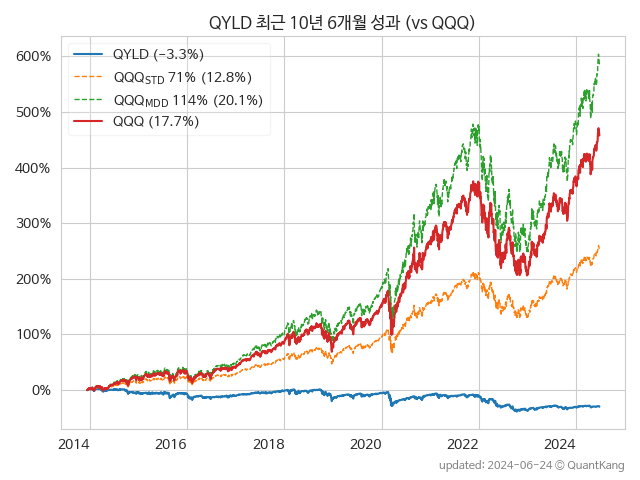 QYLD 최근 10년 6개월 성과 (vs QQQ)
QYLD (−3.3%)
QQQSTD 71% (12.8%)
QQQMDD 114% (20.1%)
QQQ (17.7%)
600%
500%
400%
300%
200%
100%
0%
2014 2016 2018 2020 2022 2024
updated: 2024-06-24 © QuantKang